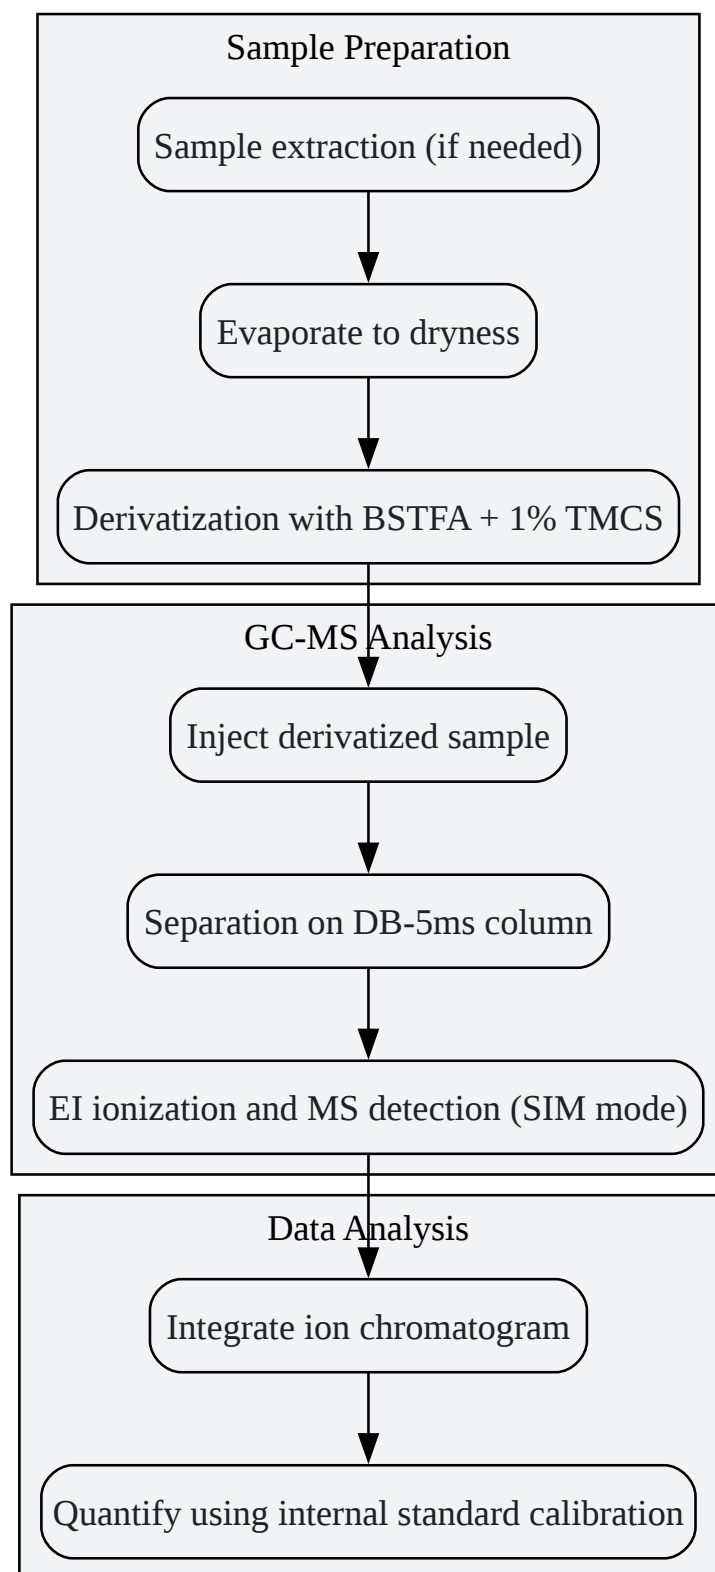 Sample Preparation
Sample extraction (if needed)
Evaporate to dryness
Derivatization with BSTFA + 1% TMCS
GC-MS Analysis
Inject derivatized sample
Separation on DB-5ms column
EI ionization and MS detection (SIM mode)
Data Analysis
Integrate ion chromatogram
Quantify using internal standard calibration